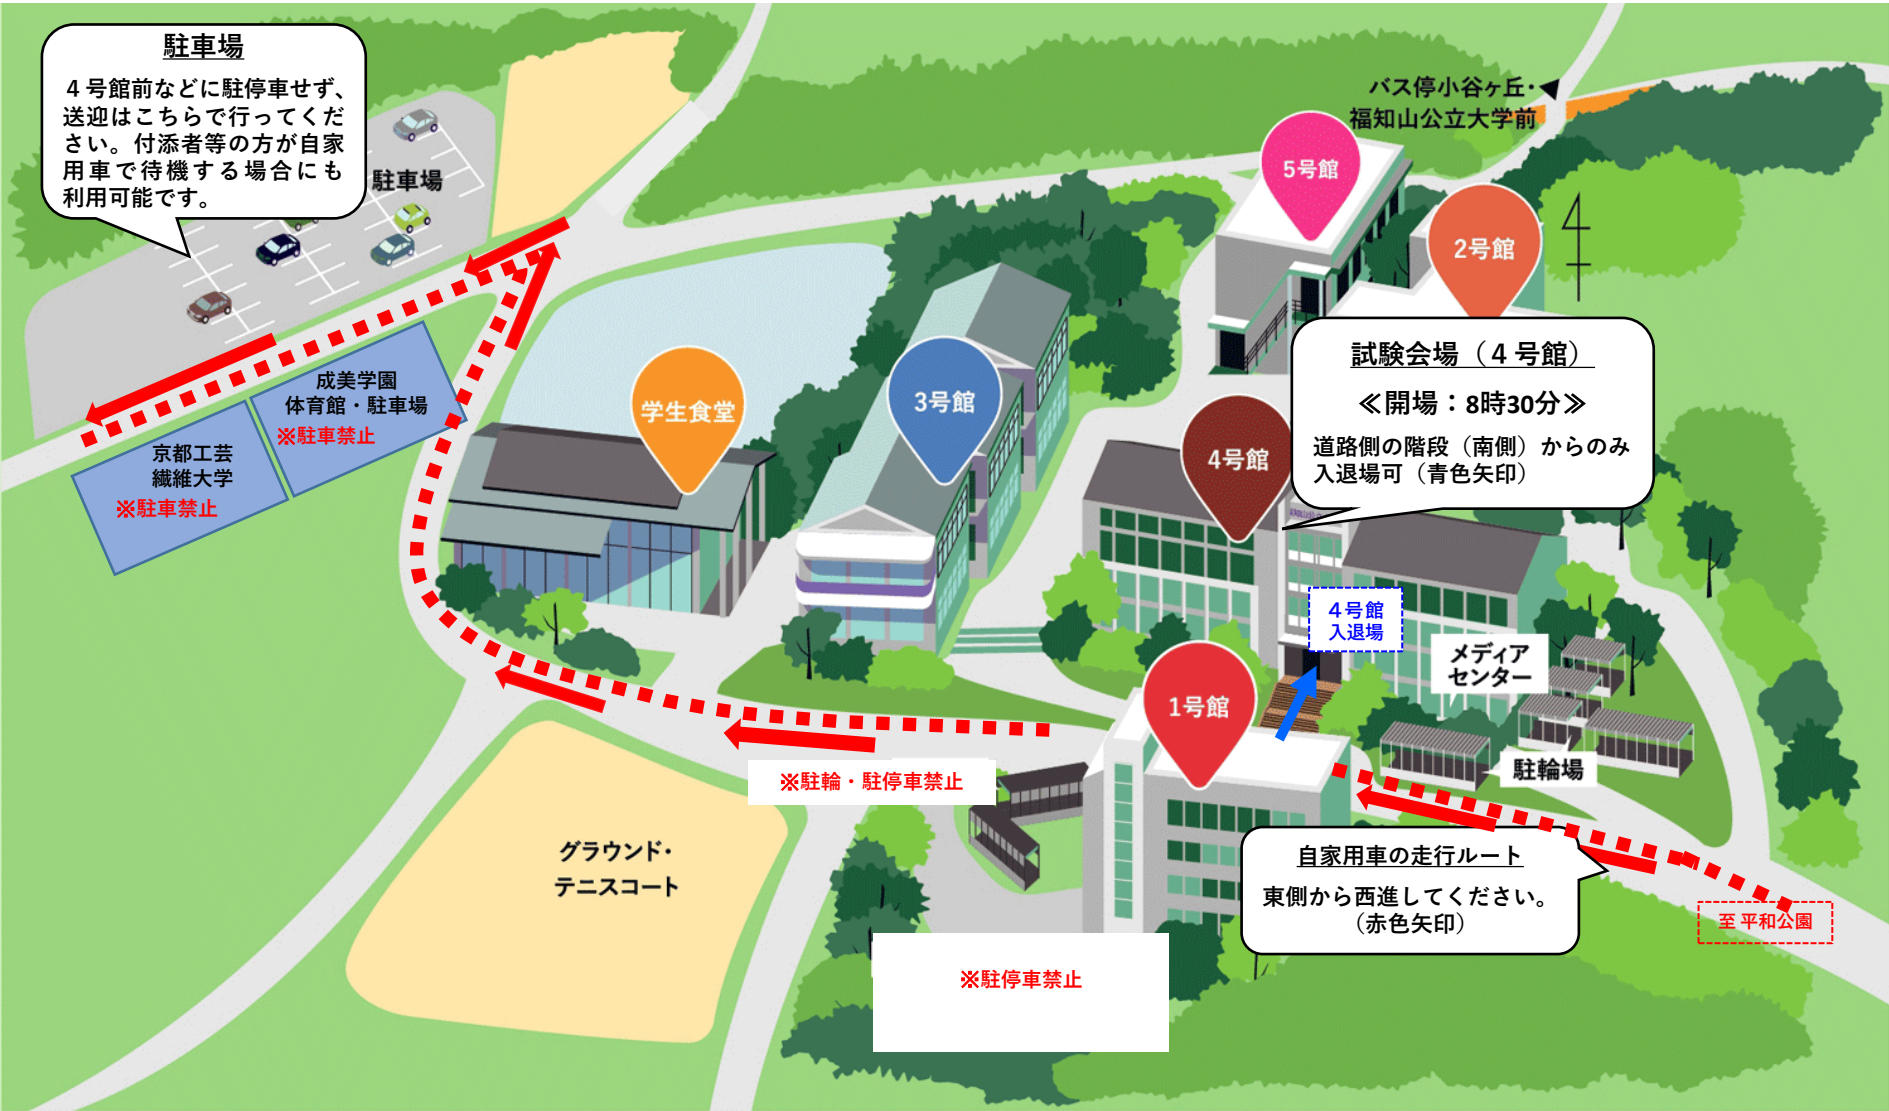 駐車場
４号館前などに駐停車せず、
送迎はこちらで行ってくだ
さい。付添者等の方が自家
用車で待機する場合にも
利用可能です。
駐車場
バス停小谷ヶ丘・
福知山公立大学前
5号館
2号館
試験会場（４号館）
≪開場：8時30分≫
道路側の階段（南側）からのみ
入退場可（青色矢印）
成美学園
体育館・駐車場
※駐車禁止
京都工芸
繊維大学
※駐車禁止
学生食堂
3号館
4号館
４号館
入退場
メディア
センター
1号館
駐輪場
※駐輪・駐停車禁止
グラウンド・
テニスコート
自家用車の走行ルート
東側から西進してください。
（赤色矢印）
至 平和公園
※駐停車禁止